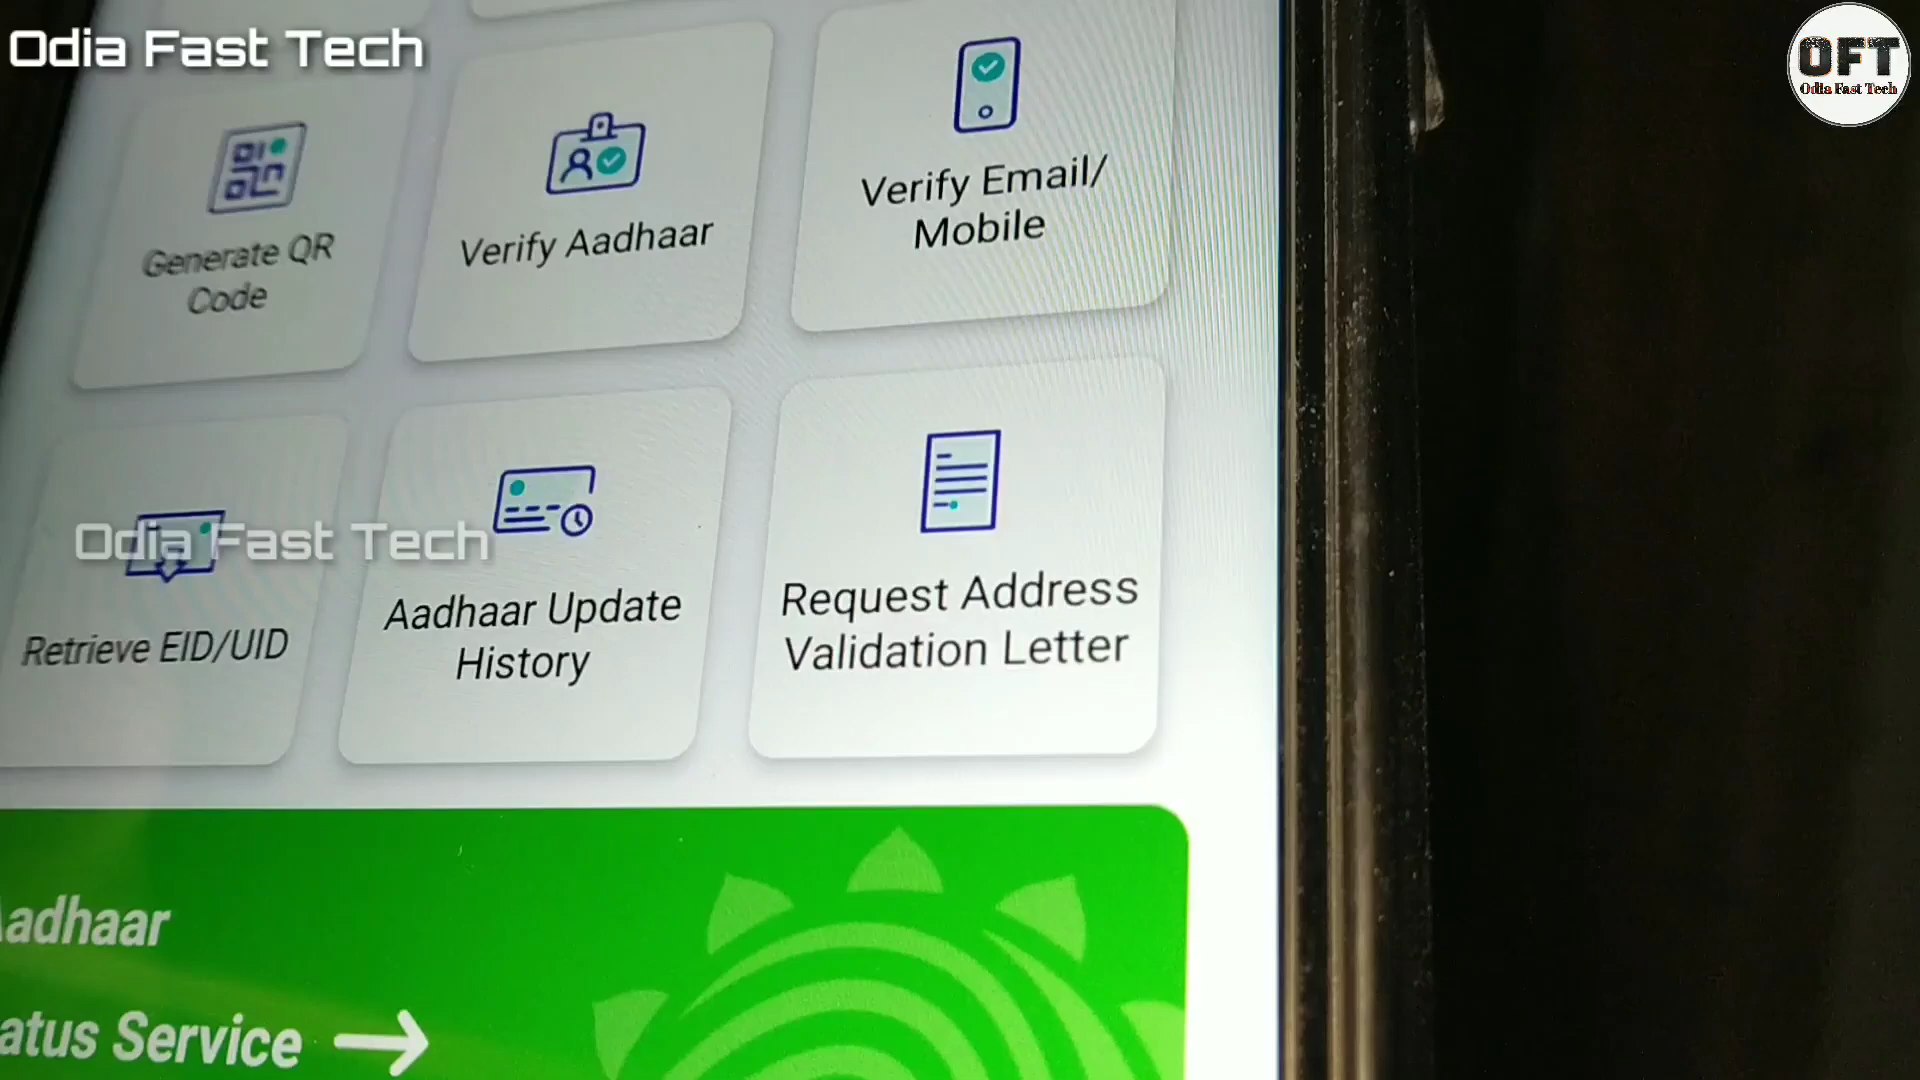 Odia Fast Tech
OFT
Odia Fast Tech
Generate QR
Code
Verify Aadhaar
Verify Email/
Mobile
Odia Fast Tech
Retrieve EID/UID
Aadhaar Update
History
Request Address
Validation Letter
Aadhaar
atus Service